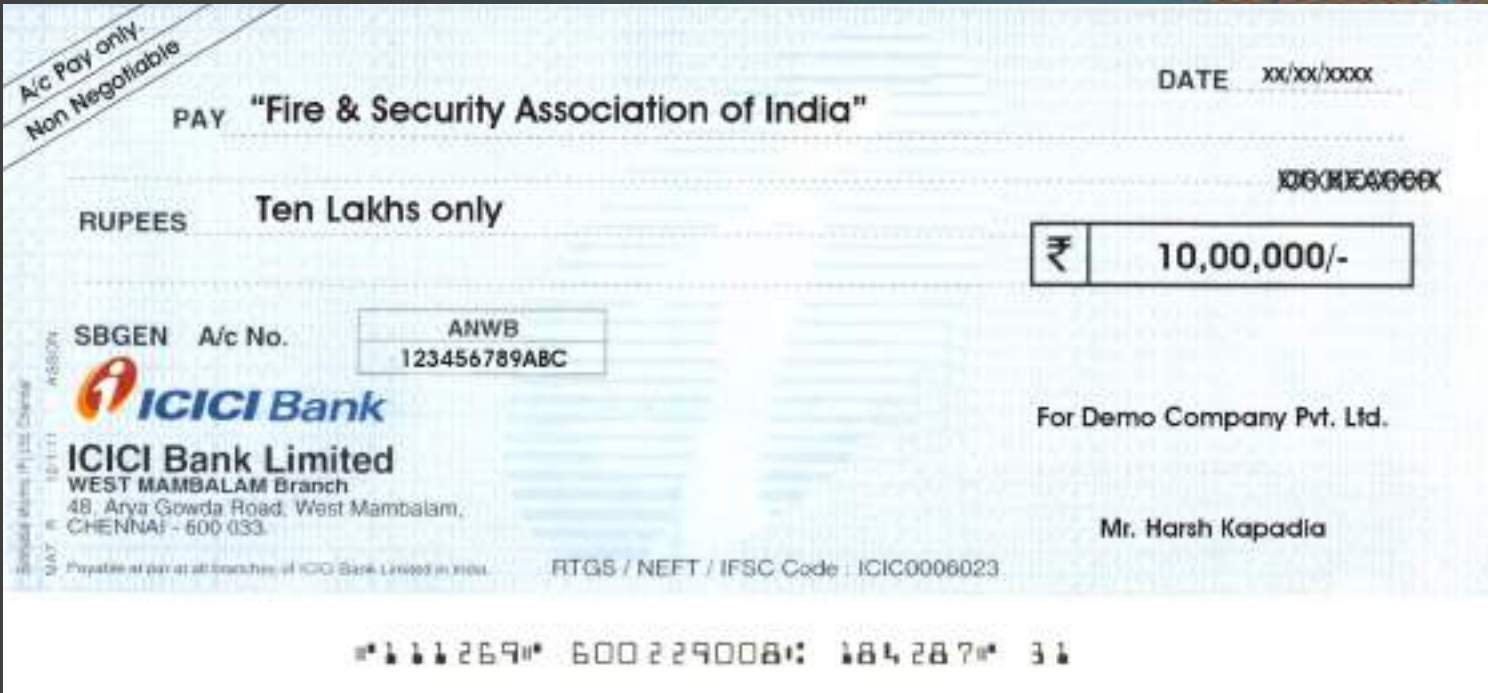 A/c Pay only.
Non Negotiable
DATE xx/xx/xxxx
PAY "Fire & Security Association of India"
RUPEES Ten Lakhs only
₹ 10,00,000/-
SBGEN A/c No. ANWB
123456789ABC
ICICI Bank
For Demo Company Pvt. Ltd.
ICICI Bank Limited
WEST MAMBALAM Branch
48, Arya Gowda Road, West Mambalam,
CHENNAI - 600 033.
Mr. Harsh Kapadia
Payable at par at all branches of ICICI Bank Limited in India.
RTGS / NEFT / IFSC Code : ICIC0006023
⑈111269⑈ 600229008⑆ 184287⑈ 31